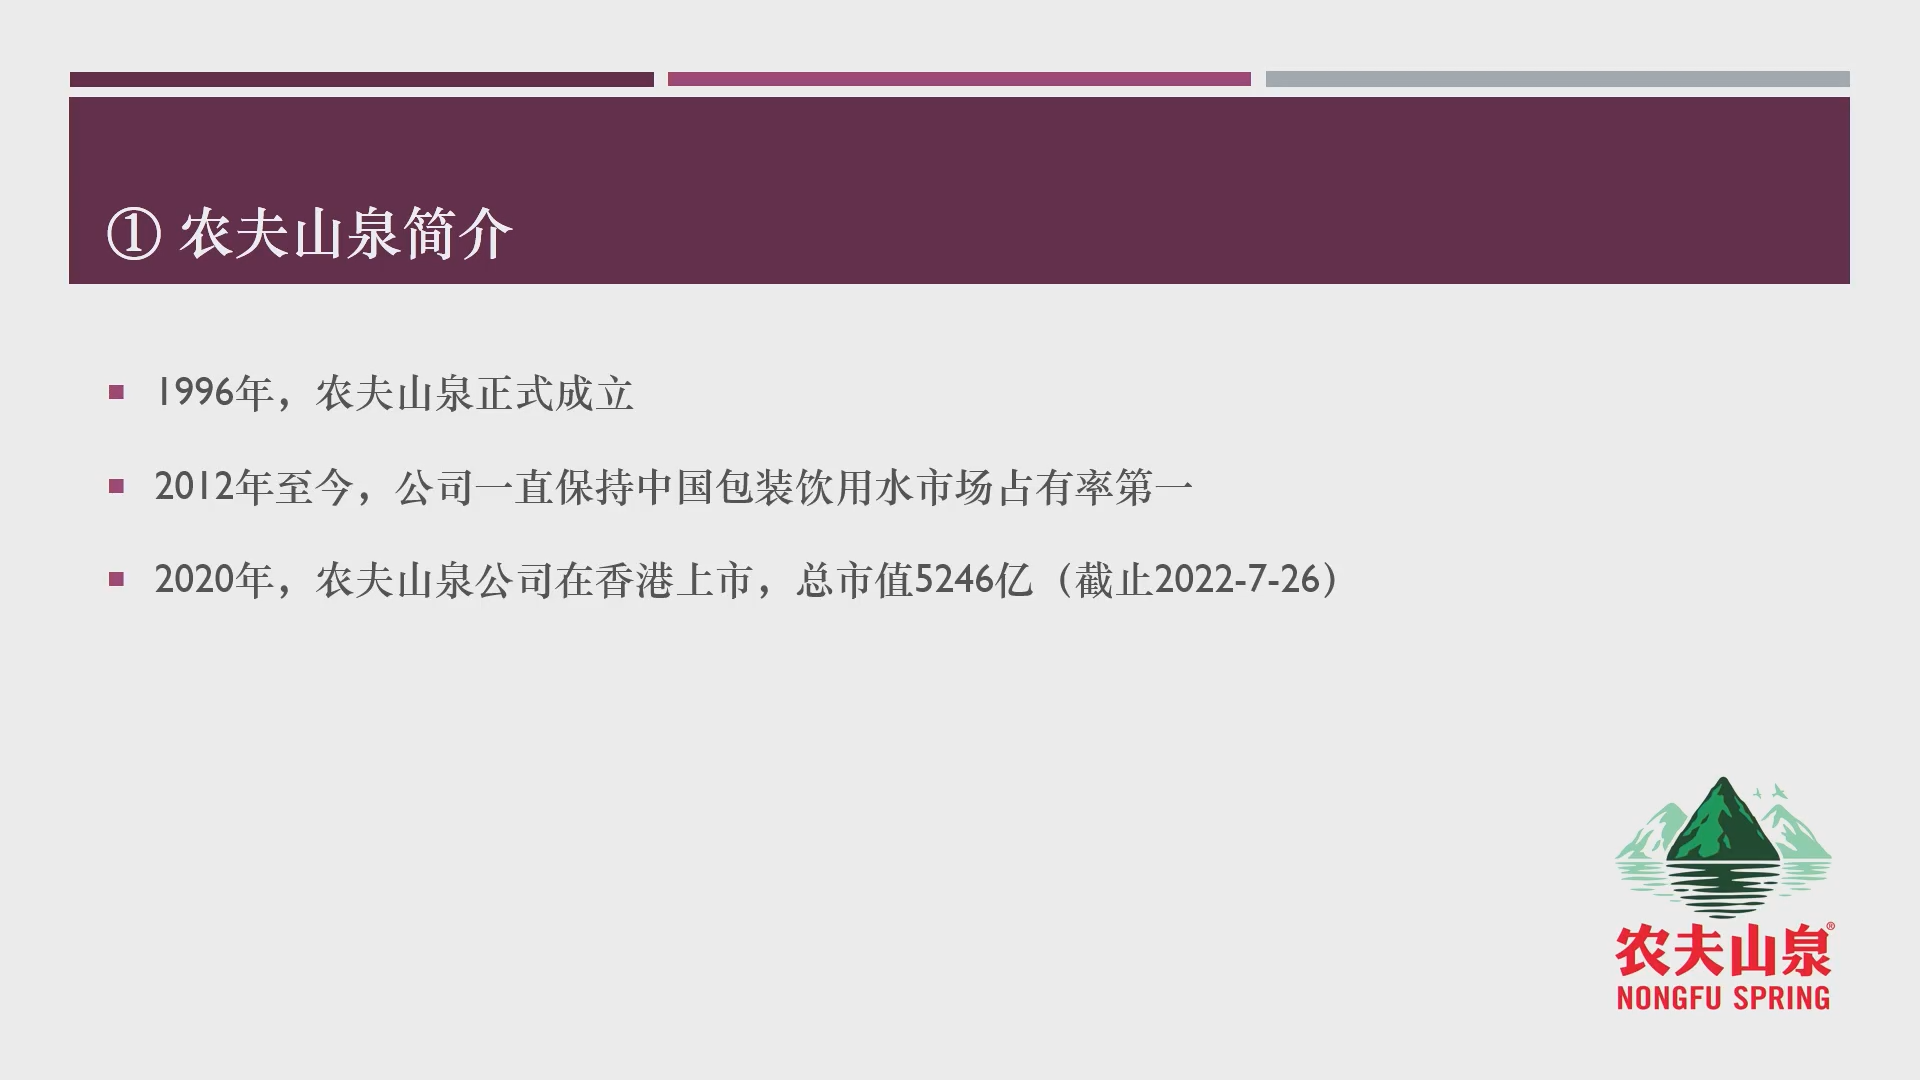 ① 农夫山泉简介
1996年，农夫山泉正式成立
2012年至今，公司一直保持中国包装饮用水市场占有率第一
2020年，农夫山泉公司在香港上市，总市值5246亿（截止2022-7-26）
农夫山泉®
NONGFU SPRING